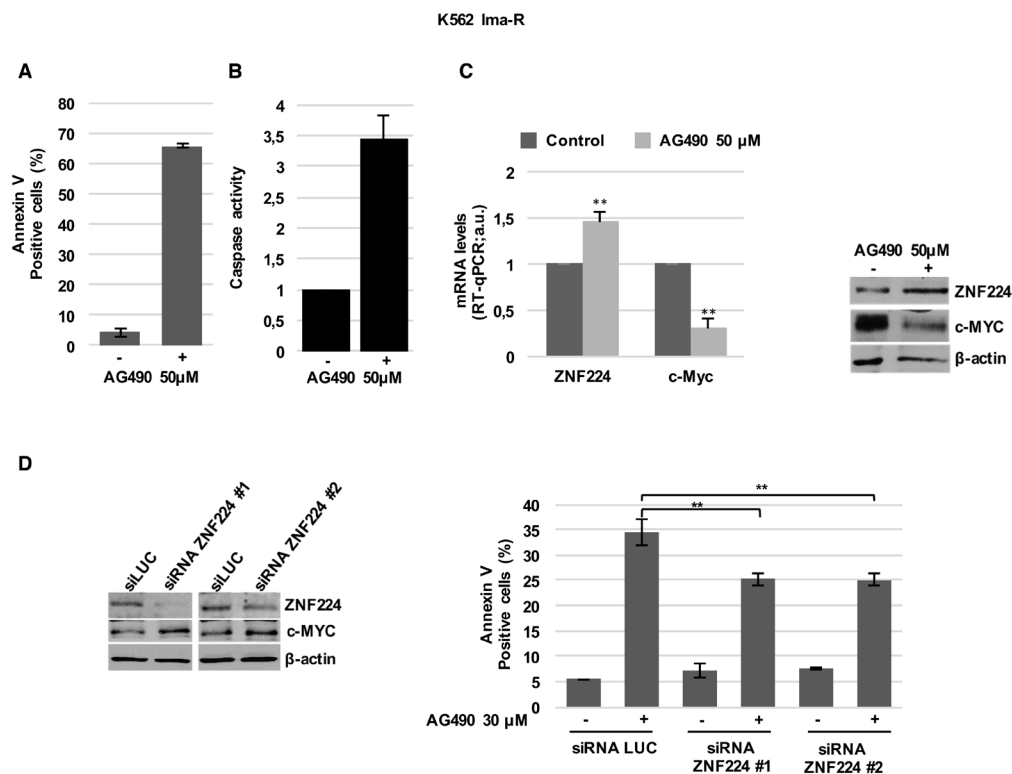 K562 Ima-R
A
Annexin V
Positive cells (%)
80
70
60
50
40
30
20
10
0
- +
AG490 50µM
B
Caspase activity
4
3,5
3
2,5
2
1,5
1
0,5
0
- +
AG490 50µM
C
Control AG490 50 µM
mRNA levels
(RT-qPCR;a.u.)
2
1,5
1
0,5
0
**
**
ZNF224 c-Myc
AG490 50µM
- +
ZNF224
c-MYC
β-actin
D
siLUC siRNA ZNF224 #1 siLUC siRNA ZNF224 #2
ZNF224
c-MYC
β-actin
Annexin V
Positive cells (%)
40
35
30
25
20
15
10
5
0
**
**
AG490 30 µM - + - + - +
siRNA LUC siRNA ZNF224 #1 siRNA ZNF224 #2